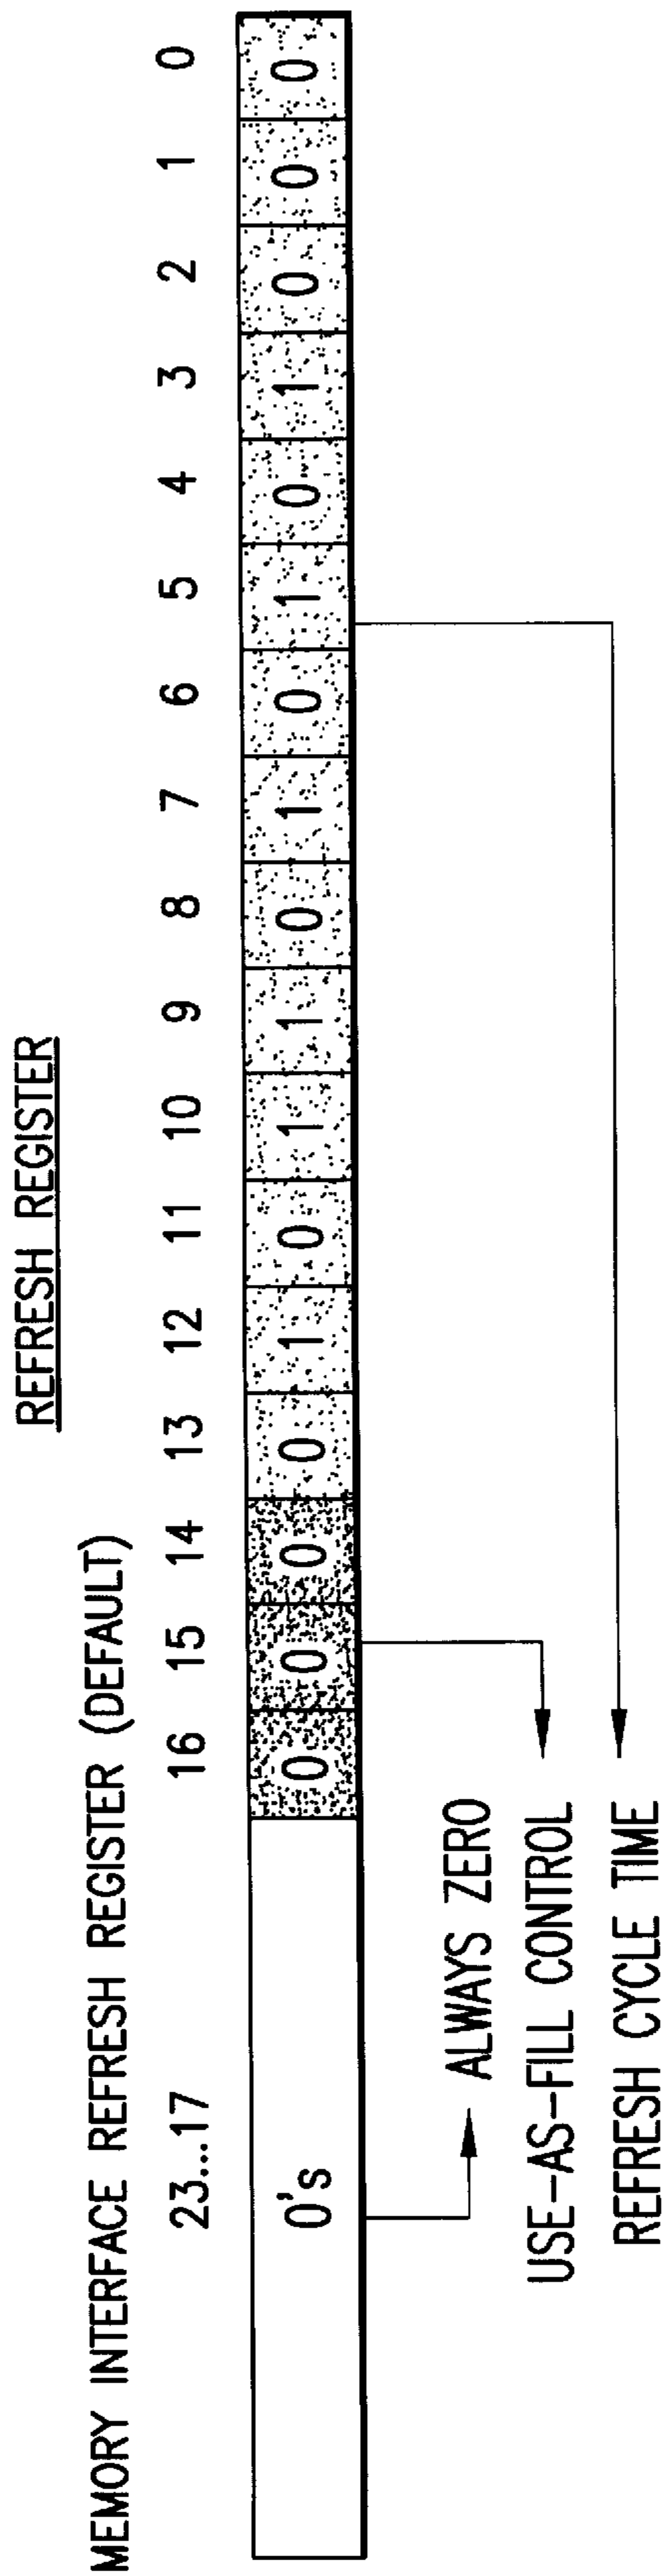 REFRESH REGISTER
MEMORY INTERFACE REFRESH REGISTER (DEFAULT)
23...17 16 15 14 13 12 11 10 9 8 7 6 5 4 3 2 1 0
0's 0 0 0 0 1 0 1 1 0 1 0 1 0 1 0 0 0
ALWAYS ZERO
USE-AS-FILL CONTROL
REFRESH CYCLE TIME